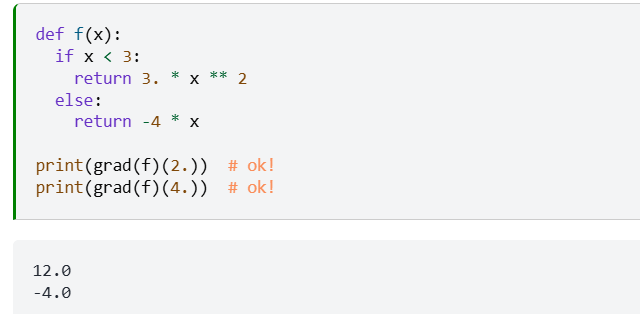 def f(x):
  if x < 3:
    return 3. * x ** 2
  else:
    return -4 * x

print(grad(f)(2.))  # ok!
print(grad(f)(4.))  # ok!

12.0
-4.0